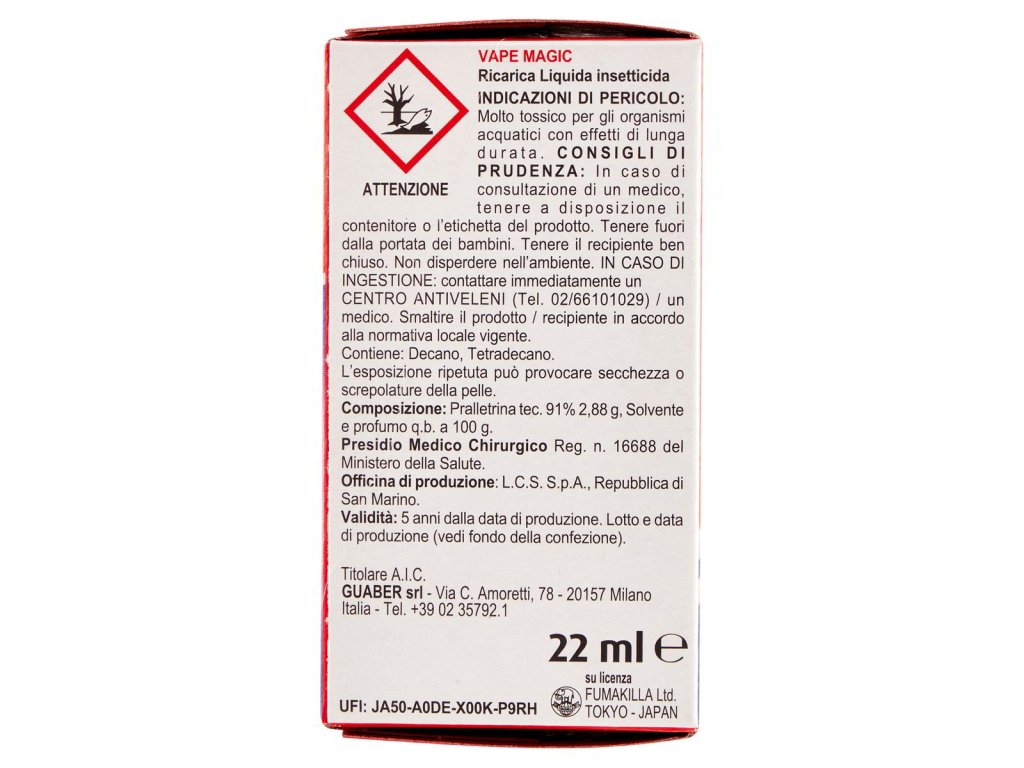 VAPE MAGIC
Ricarica Liquida insetticida
INDICAZIONI DI PERICOLO:
Molto tossico per gli organismi
acquatici con effetti di lunga
durata. CONSIGLI DI
PRUDENZA: In caso di
consultazione di un medico,
tenere a disposizione il
ATTENZIONE
contenitore o l'etichetta del prodotto. Tenere fuori
dalla portata dei bambini. Tenere il recipiente ben
chiuso. Non disperdere nell'ambiente. IN CASO DI
INGESTIONE: contattare immediatamente un
CENTRO ANTIVELENI (Tel. 02/66101029) / un
medico. Smaltire il prodotto / recipiente in accordo
alla normativa locale vigente.
Contiene: Decano, Tetradecano.
L'esposizione ripetuta può provocare secchezza o
screpolature della pelle.
Composizione: Pralletrina tec. 91% 2,88 g, Solvente
e profumo q.b. a 100 g.
Presidio Medico Chirurgico Reg. n. 16688 del
Ministero della Salute.
Officina di produzione: L.C.S. S.p.A., Repubblica di
San Marino.
Validità: 5 anni dalla data di produzione. Lotto e data
di produzione (vedi fondo della confezione).
Titolare A.I.C.
GUABER srl - Via C. Amoretti, 78 - 20157 Milano
Italia - Tel. +39 02 35792.1
22 ml ℮
su licenza
FUMAKILLA Ltd.
TOKYO - JAPAN
UFI: JA50-A0DE-X00K-P9RH